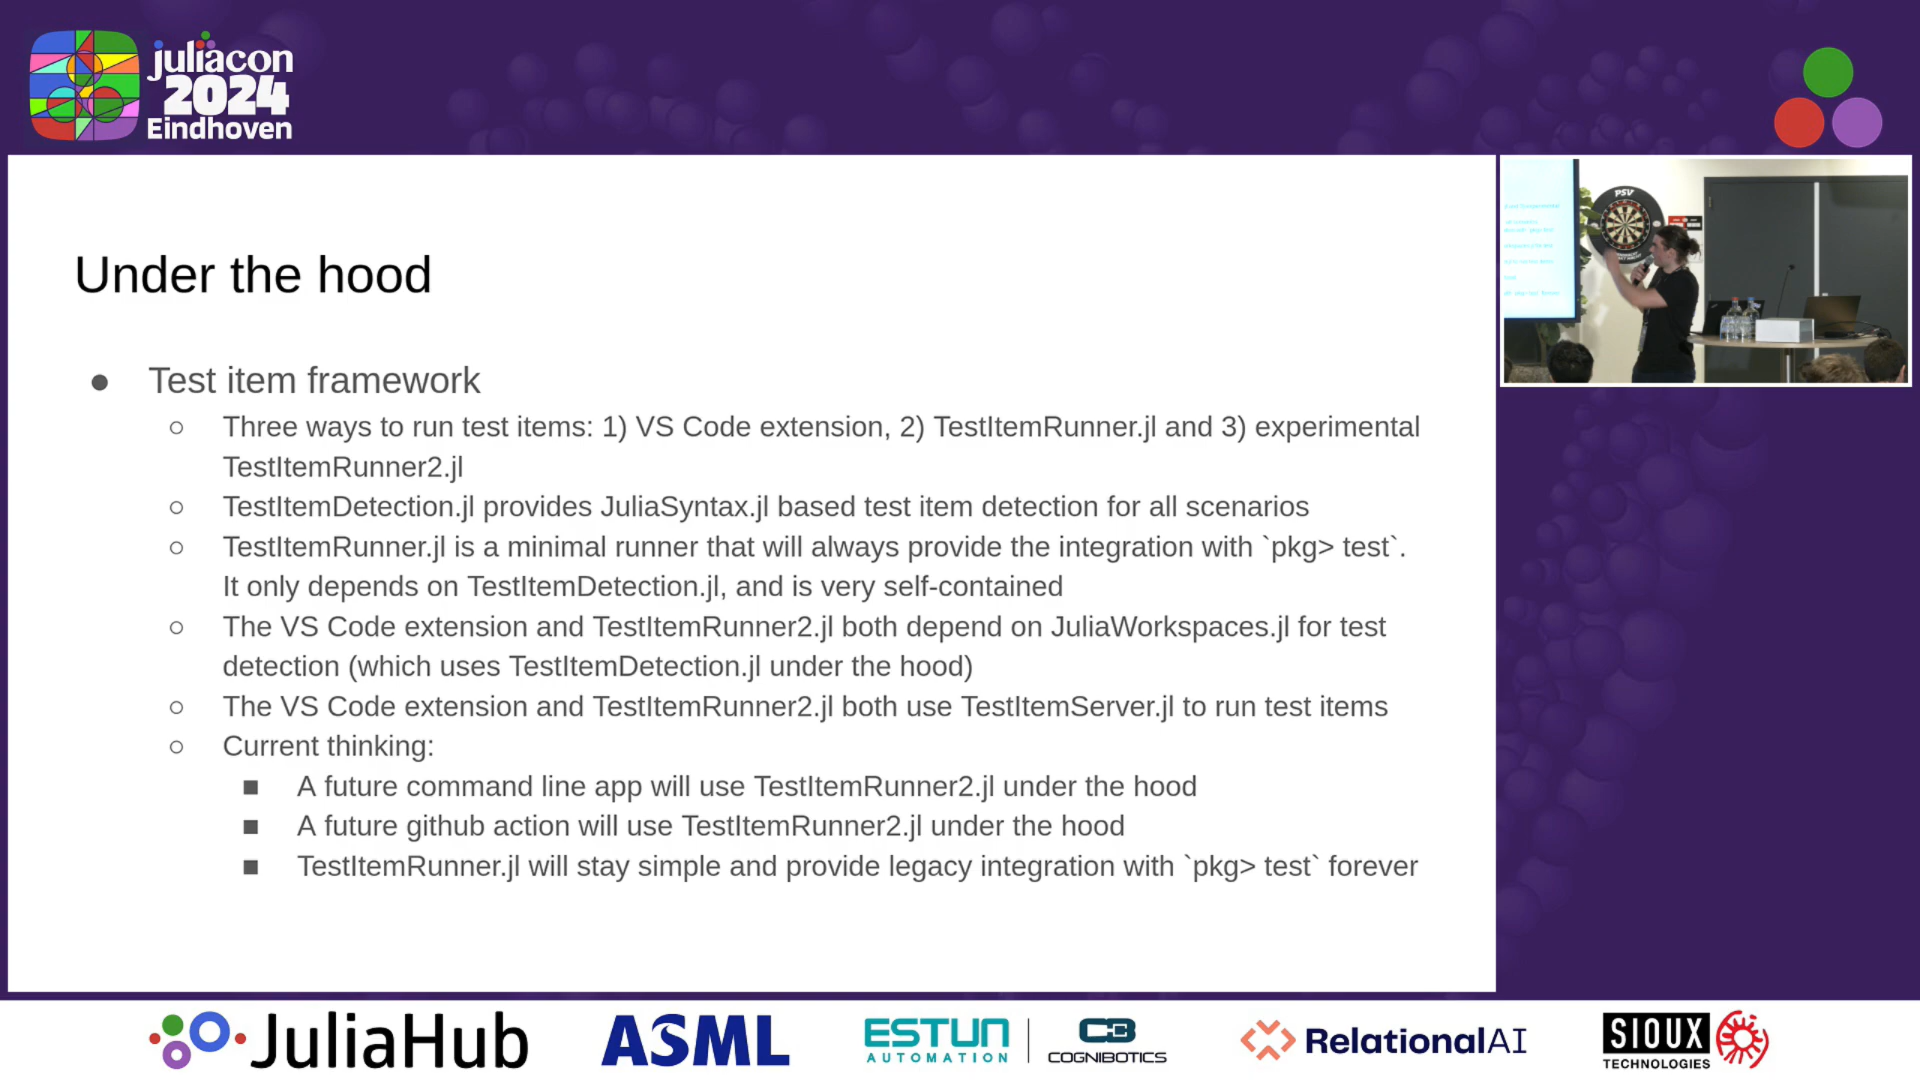 juliacon
2024
Eindhoven
Under the hood
● Test item framework
○ Three ways to run test items: 1) VS Code extension, 2) TestItemRunner.jl and 3) experimental
TestItemRunner2.jl
○ TestItemDetection.jl provides JuliaSyntax.jl based test item detection for all scenarios
○ TestItemRunner.jl is a minimal runner that will always provide the integration with `pkg> test`.
It only depends on TestItemDetection.jl, and is very self-contained
○ The VS Code extension and TestItemRunner2.jl both depend on JuliaWorkspaces.jl for test
detection (which uses TestItemDetection.jl under the hood)
○ The VS Code extension and TestItemRunner2.jl both use TestItemServer.jl to run test items
○ Current thinking:
■ A future command line app will use TestItemRunner2.jl under the hood
■ A future github action will use TestItemRunner2.jl under the hood
■ TestItemRunner.jl will stay simple and provide legacy integration with `pkg> test` forever
PSV
JuliaHub
ASML
ESTUN
AUTOMATION
COGNIBOTICS
RelationalAI
SIOUX
TECHNOLOGIES